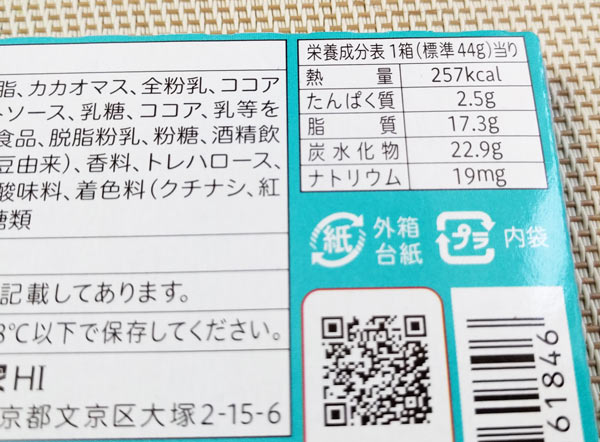 脂、カカオマス、全粉乳、ココア
トソース、乳糖、ココア、乳等を
食品、脱脂粉乳、粉糖、酒精飲
豆由来)、香料、トレハロース、
酸味料、着色料(クチナシ、紅
糖類
記載してあります。
8℃以下で保存してください。
HI
京都文京区大塚2-15-6
栄養成分表 1箱(標準44g)当り
熱量 257kcal
たんぱく質 2.5g
脂質 17.3g
炭水化物 22.9g
ナトリウム 19mg
紙 外箱
台紙
プラ 内袋
61846